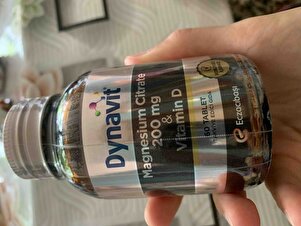 Dynavit
Magnesium Citrate
200 mg
&
Vitamin D
60 TABLET
Eczacıbaşı